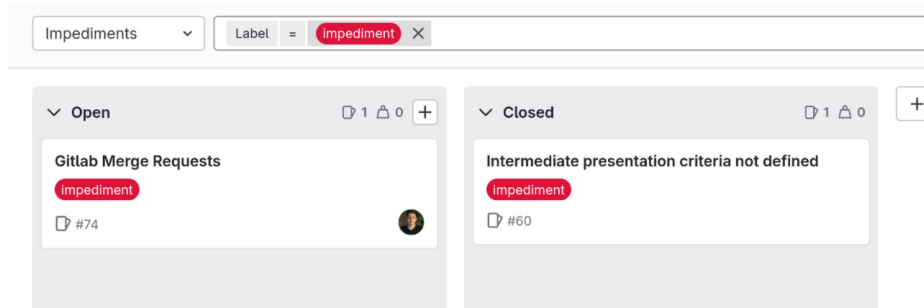 Impediments
Label = impediment
Open 1 0
Gitlab Merge Requests
impediment
#74
Closed 1 0
Intermediate presentation criteria not defined
impediment
#60